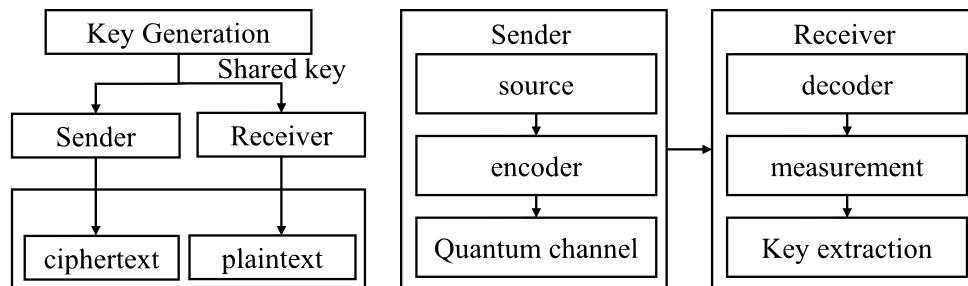 Key Generation
Shared key
Sender
Receiver
ciphertext
plaintext
Sender
source
encoder
Quantum channel
Receiver
decoder
measurement
Key extraction